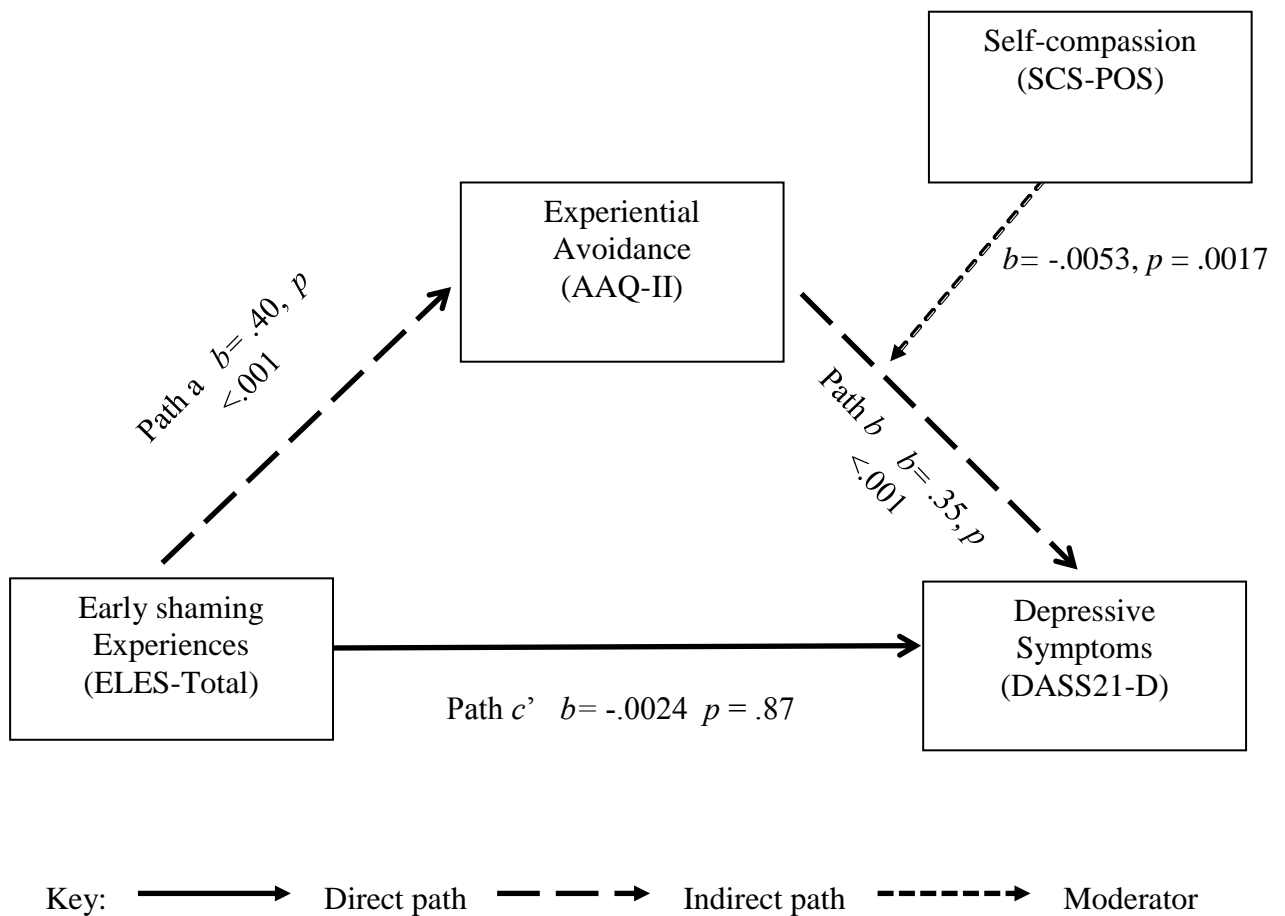 Self-compassion
(SCS-POS)
Experiential
Avoidance
(AAQ-II)
b= -.0053, p = .0017
Path a b= .40, p
<.001
Path b b= .35, p
<.001
Early shaming
Experiences
(ELES-Total)
Depressive
Symptoms
(DASS21-D)
Path c’ b= -.0024 p = .87
Key: Direct path Indirect path Moderator